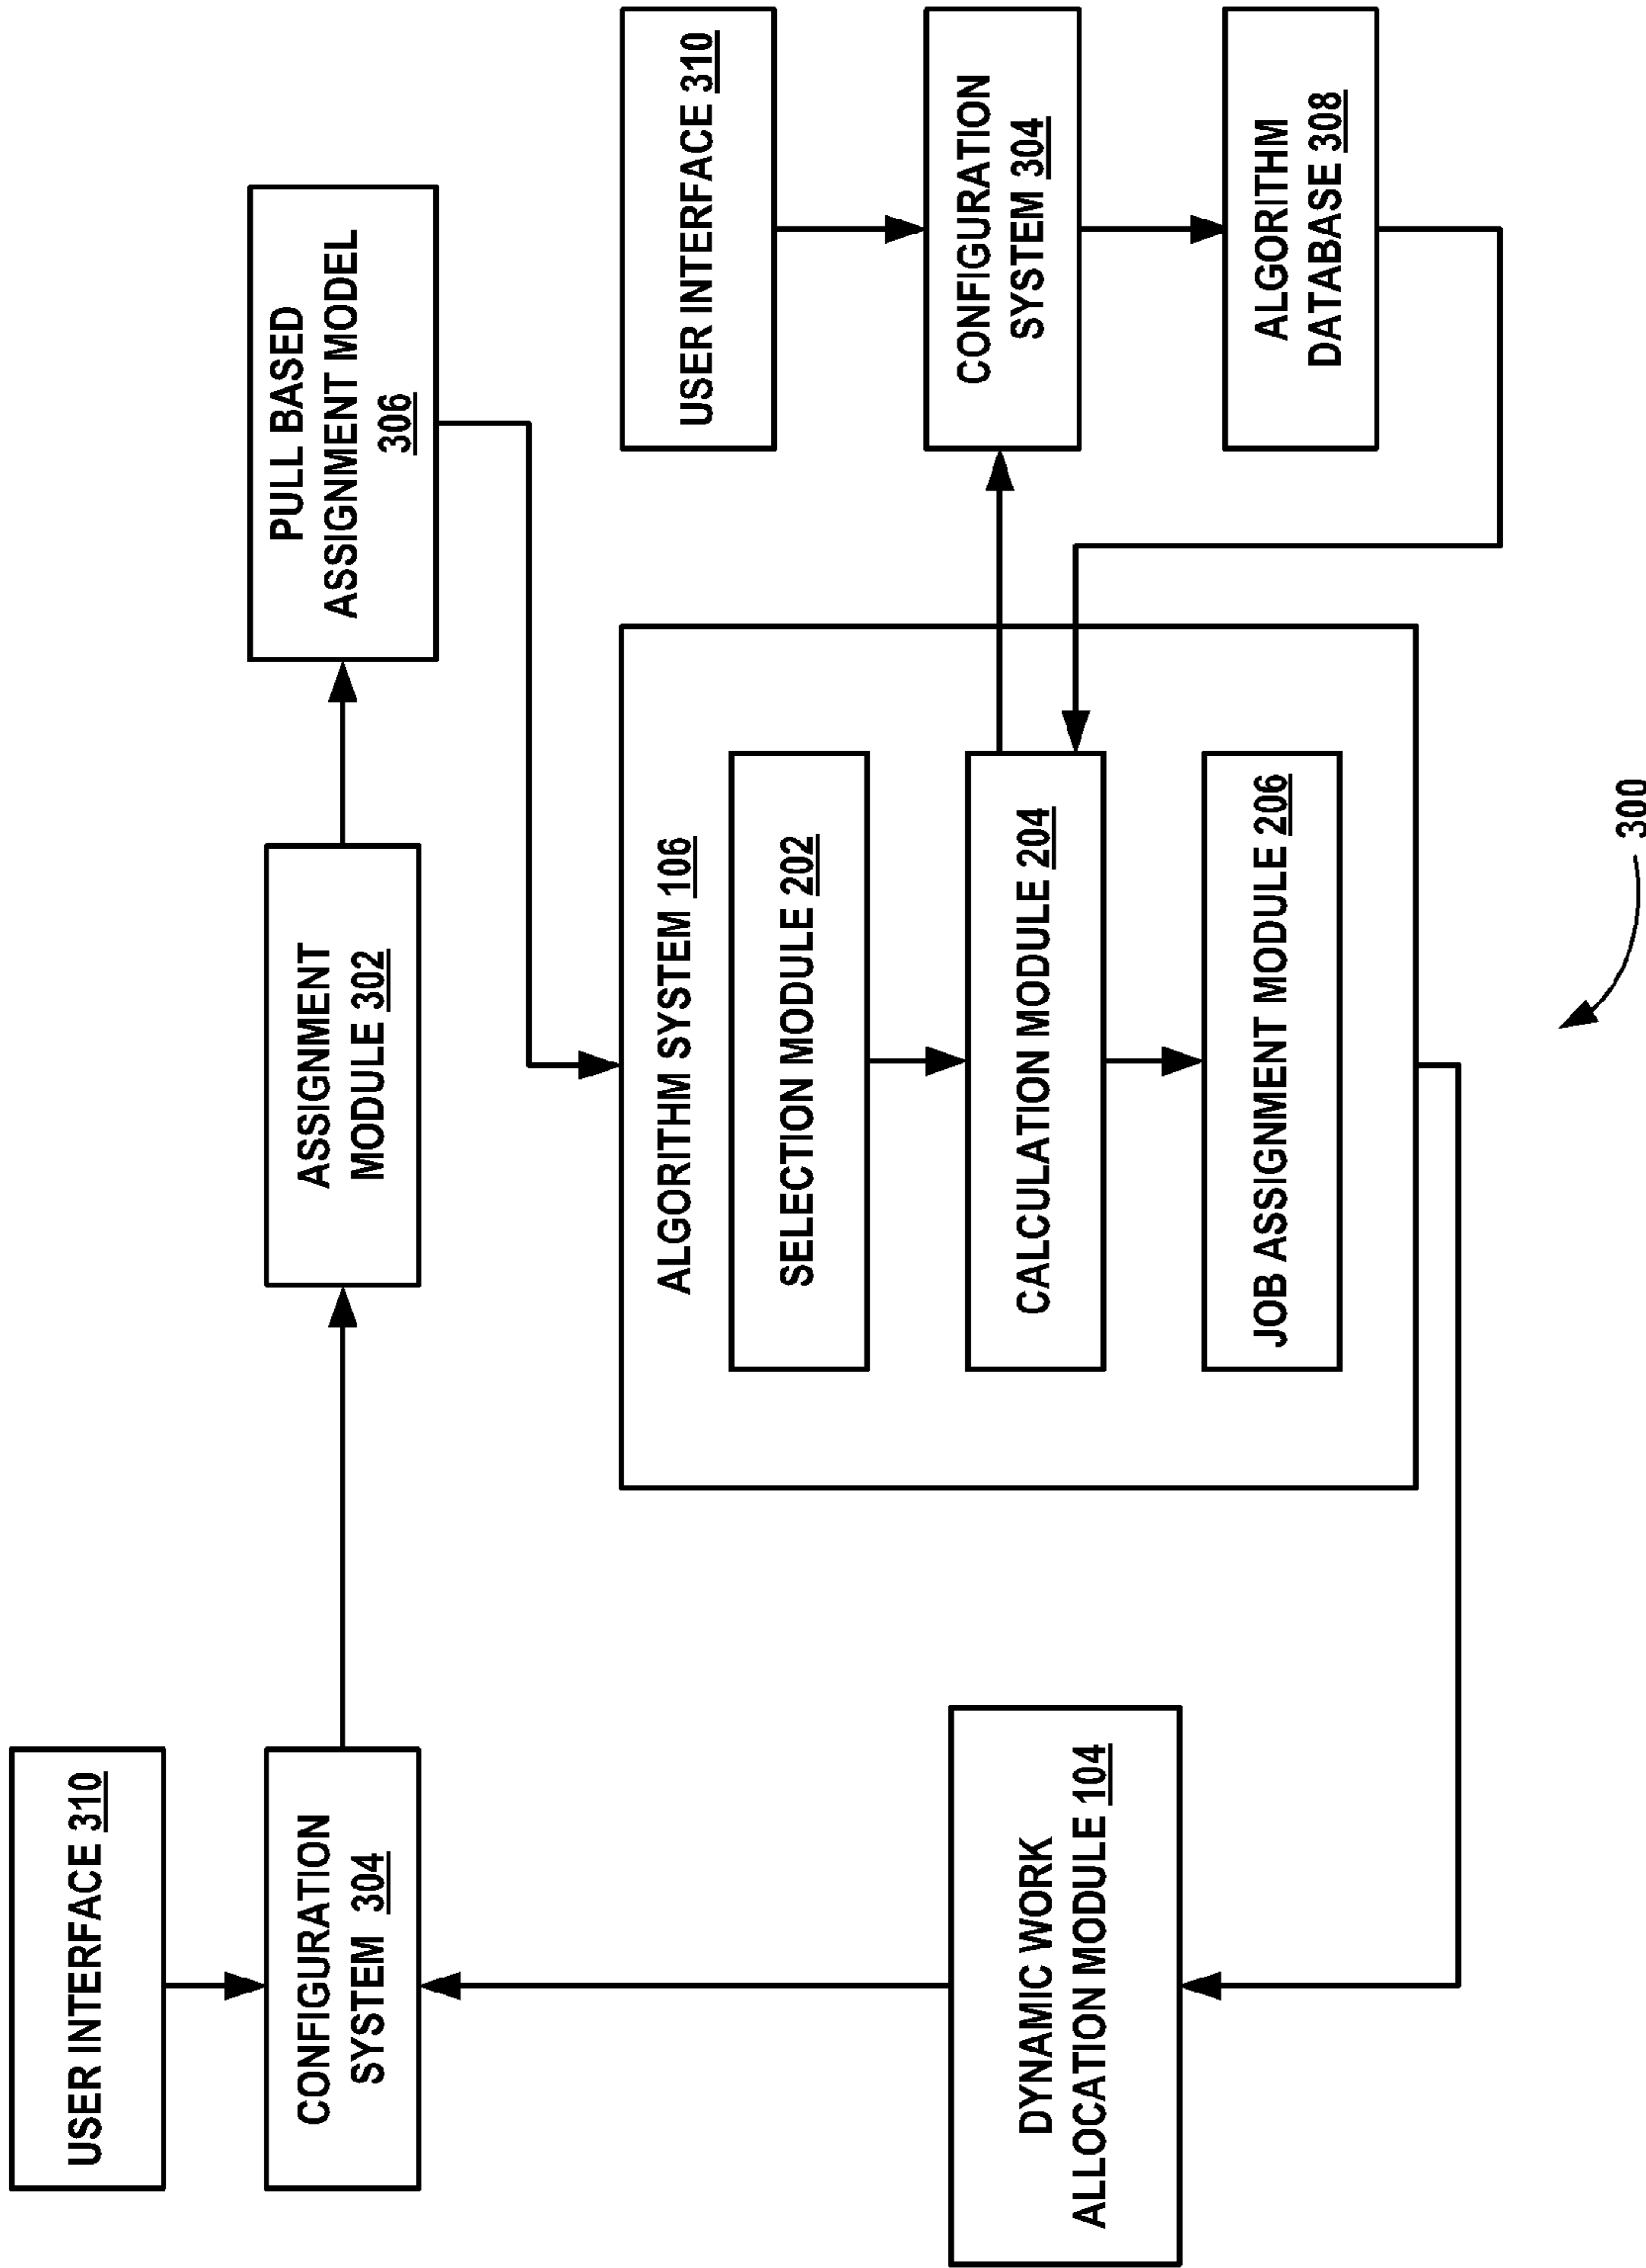 USER INTERFACE 310
CONFIGURATION
SYSTEM 304
ASSIGNMENT
MODULE 302
PULL BASED
ASSIGNMENT MODEL
306
DYNAMIC WORK
ALLOCATION MODULE 104
ALGORITHM SYSTEM 106
SELECTION MODULE 202
CALCULATION MODULE 204
JOB ASSIGNMENT MODULE 206
USER INTERFACE 310
CONFIGURATION
SYSTEM 304
ALGORITHM
DATABASE 308
300